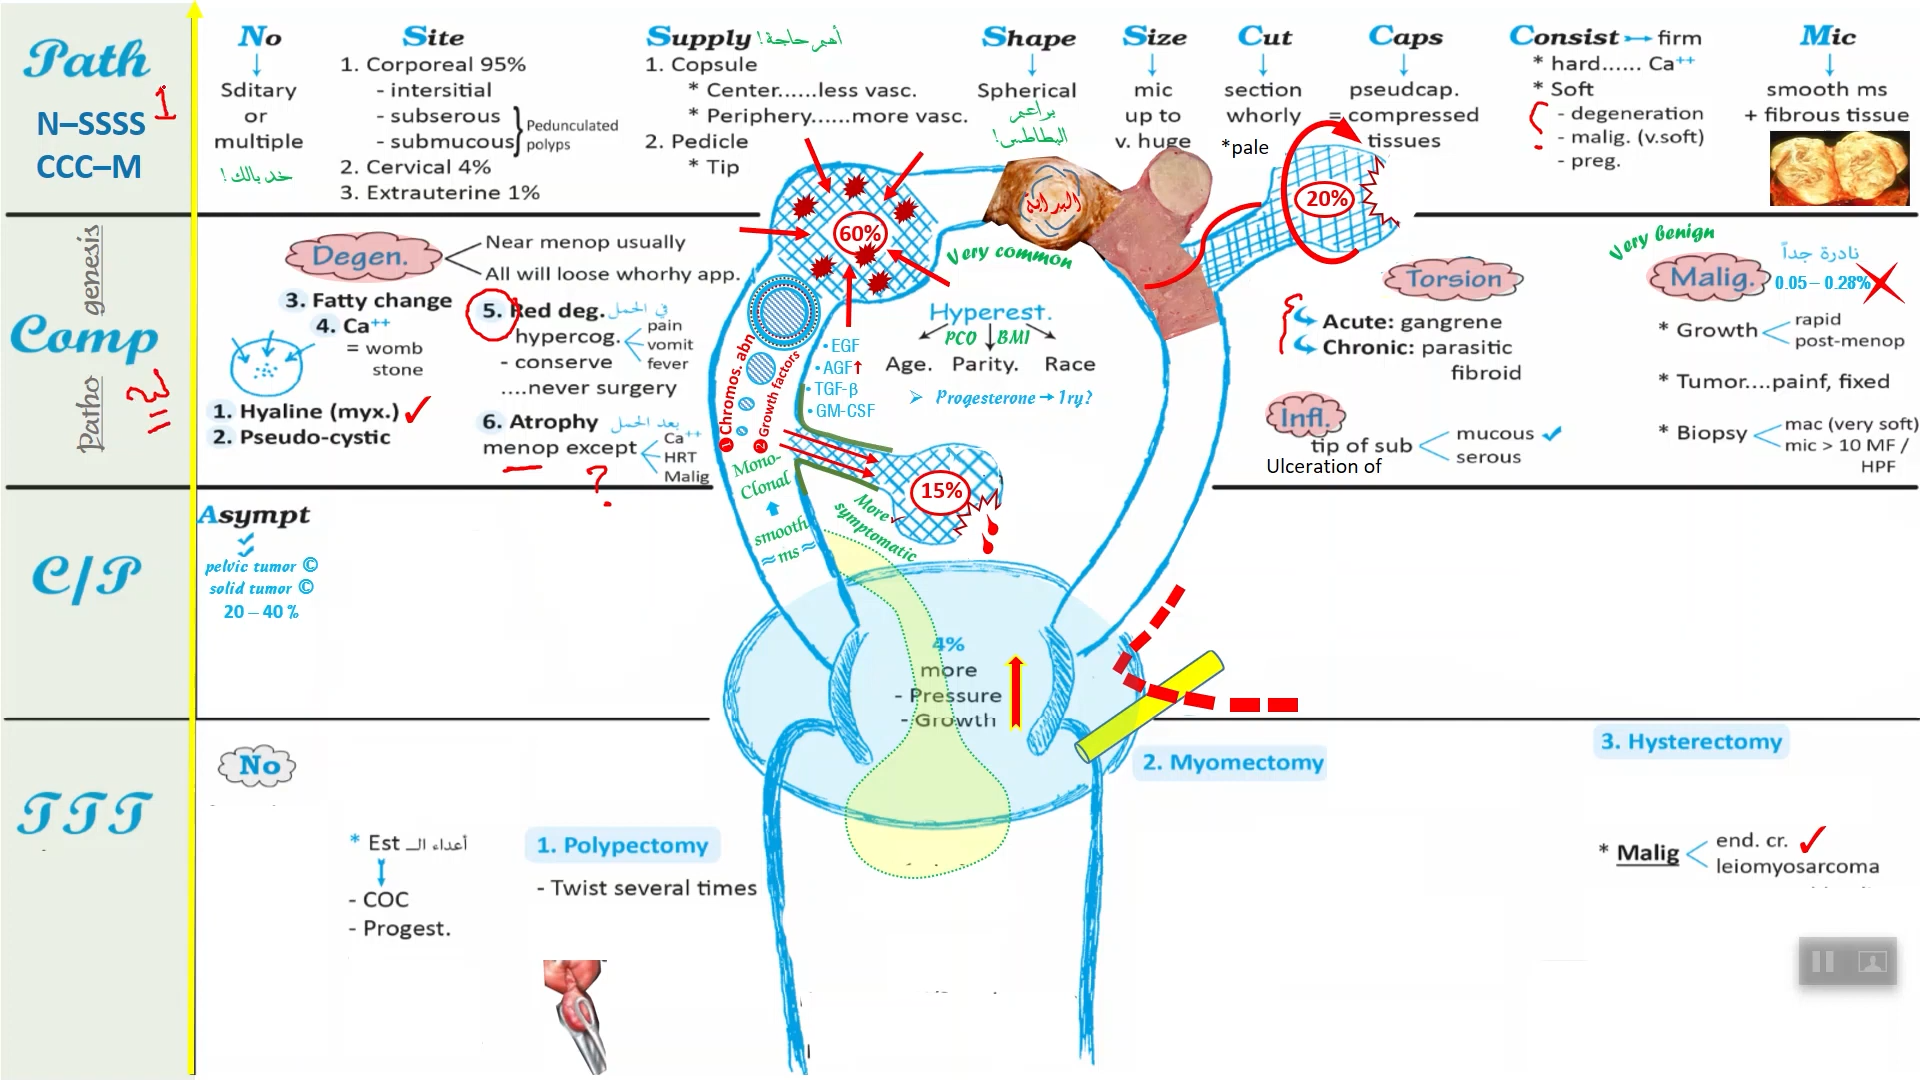 Path
N–SSSS
CCC–M
1
No
Sditary
or
multiple
خد بالك!
Site
1. Corporeal 95%
- intersitial
- subserous
- submucous
Pedunculated
polyps
2. Cervical 4%
3. Extrauterine 1%
Supply
أهم حاجة!
1. Copsule
* Center......less vasc.
* Periphery......more vasc.
2. Pedicle
* Tip
Shape
Spherical
براعم
البطاطس!
Size
mic
up to
v. huge
Cut
section
whorly
*pale
Caps
pseudcap.
= compressed
tissues
Consist → firm
* hard...... Ca++
* Soft
- degeneration
- malig. (v.soft)
- preg.
Mic
smooth ms
+ fibrous tissue
Comp
Patho genesis
Degen.
Near menop usually
All will loose whorhy app.
3. Fatty change
4. Ca++
= womb
stone
1. Hyaline (myx.)
2. Pseudo-cystic
5. Red deg.
في الحمل
hypercog.
pain
vomit
fever
- conserve
....never surgery
6. Atrophy
بعد الحمل
menop except
Ca++
HRT
Malig
?
60%
البداية
Very common
20%
1 Chromos. abn
2 Growth factors
• EGF
• AGF↑
• TGF-β
• GM-CSF
Hyperest.
PCO
BMI
Age. Parity. Race
➢ Progesterone → 1ry?
Mono-
Clonal
smooth
≈ ms ≈
15%
More
symptomatic
Torsion
Acute: gangrene
Chronic: parasitic
fibroid
Infl.
tip of sub
mucous
serous
Ulceration of
Very benign
Malig.
نادرة جداً
0.05 – 0.28%
* Growth
rapid
post-menop
* Tumor....painf, fixed
* Biopsy
mac (very soft)
mic > 10 MF /
HPF
C/P
Asympt
pelvic tumor ©
solid tumor ©
20 – 40 %
4%
more
- Pressure
- Growth
TTT
No
* Est أعداء الـ
- COC
- Progest.
1. Polypectomy
- Twist several times
2. Myomectomy
3. Hysterectomy
* Malig
end. cr.
leiomyosarcoma